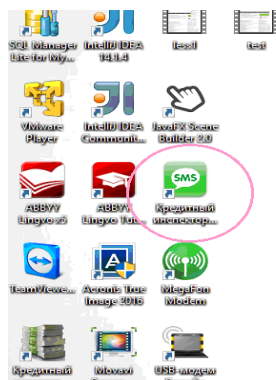 SQL Manager
Lite for My...
IntelliJ IDEA
14.1.4
less1
test
VMware
Player
IntelliJ IDEA
Communit...
JavaFX Scene
Builder 2.0
ABBYY
Lingvo x5
ABBYY
Lingvo Tut...
SMS
Кредитный
инспектор...
TeamViewe...
Acronis True
Image 2016
MegaFon
Modem
Кредитный
Movavi
USB-модем